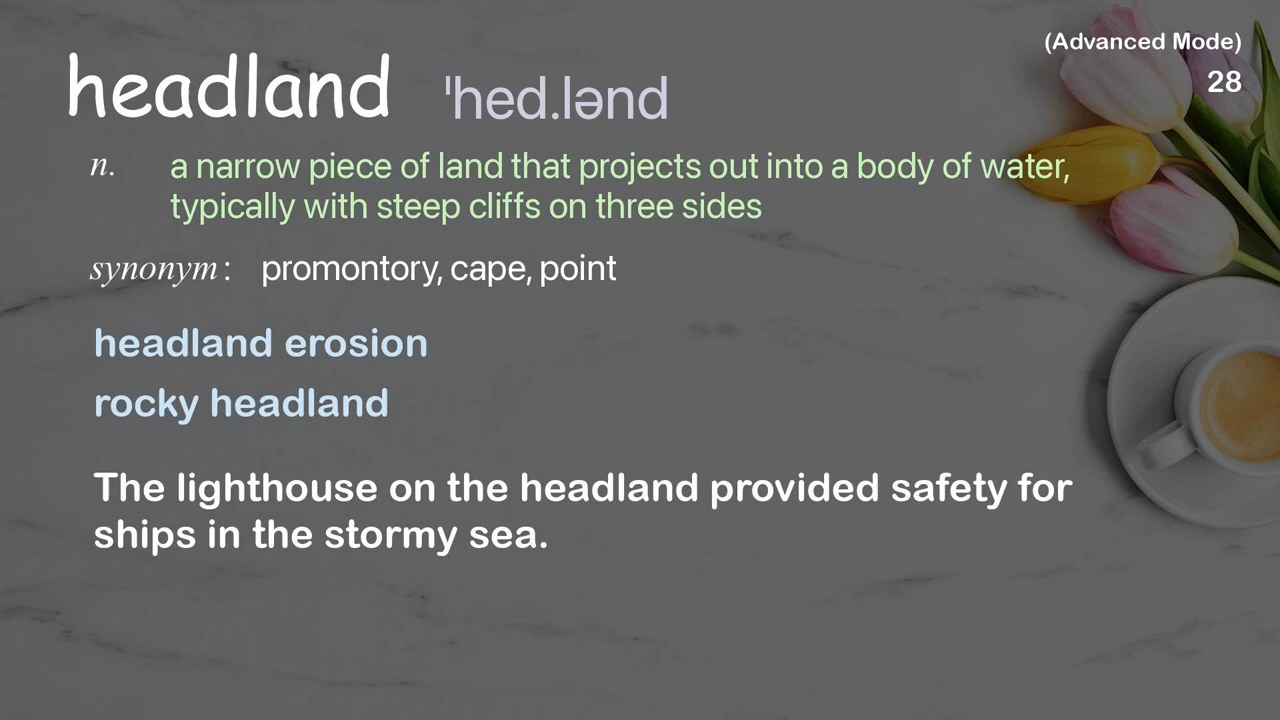 (Advanced Mode)
28
headland ˈhed.lənd
n. a narrow piece of land that projects out into a body of water,
typically with steep cliffs on three sides
synonym: promontory, cape, point
headland erosion
rocky headland
The lighthouse on the headland provided safety for
ships in the stormy sea.